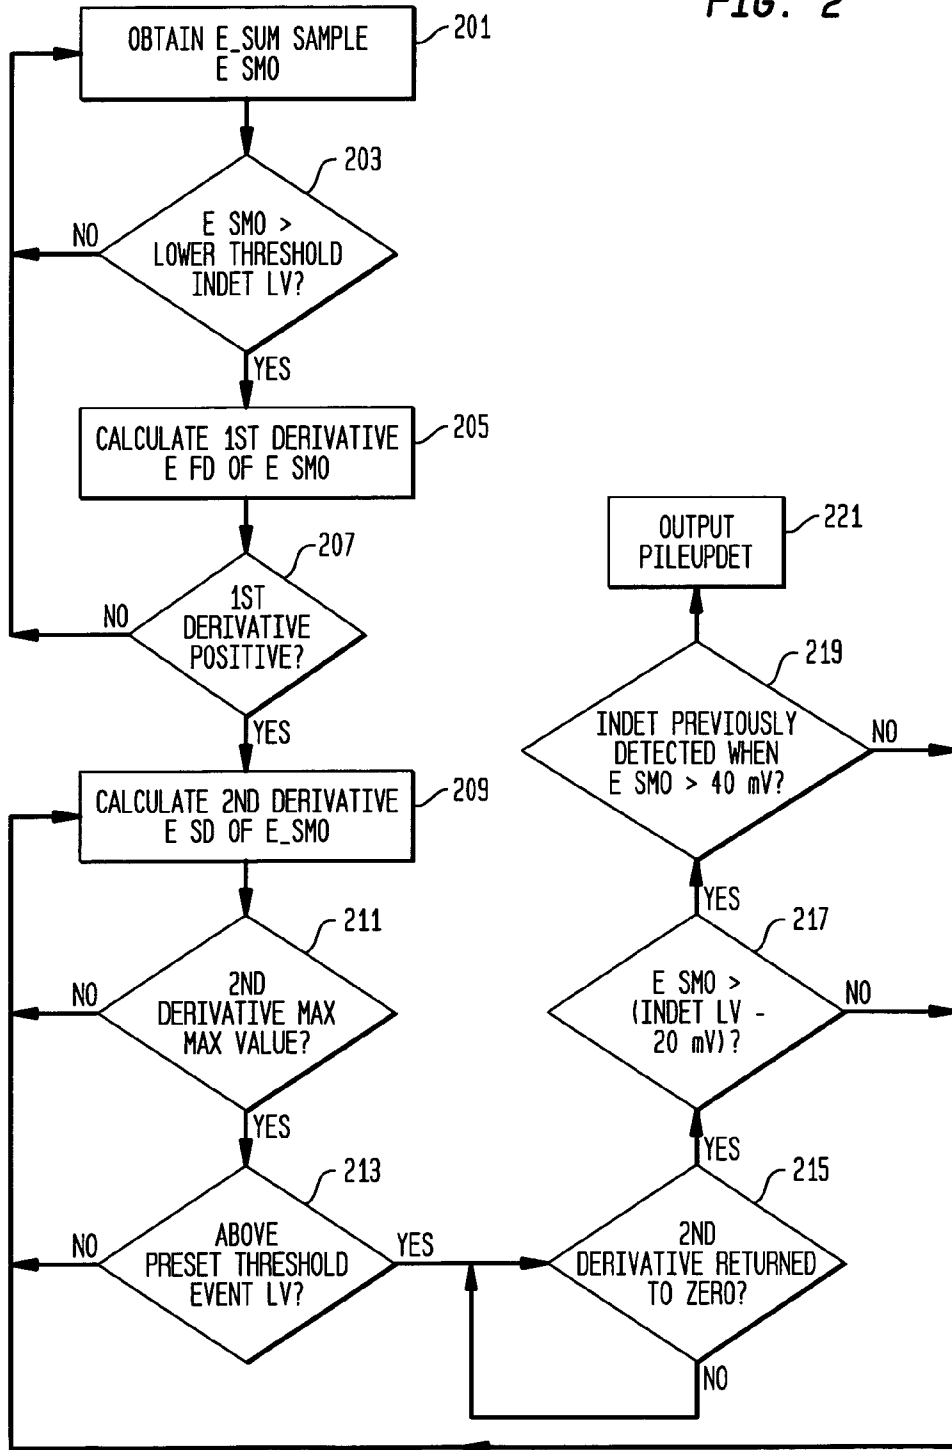 FIG. 2
OBTAIN E_SUM SAMPLE
E SMO
201
203
E SMO >
LOWER THRESHOLD
INDET LV?
NO
YES
CALCULATE 1ST DERIVATIVE
E FD OF E SMO
205
207
1ST
DERIVATIVE
POSITIVE?
NO
YES
CALCULATE 2ND DERIVATIVE
E SD OF E_SMO
209
211
2ND
DERIVATIVE MAX
MAX VALUE?
NO
YES
213
ABOVE
PRESET THRESHOLD
EVENT LV?
NO
YES
215
2ND
DERIVATIVE RETURNED
TO ZERO?
NO
YES
217
E SMO >
(INDET LV -
20 mV)?
NO
YES
219
INDET PREVIOUSLY
DETECTED WHEN
E SMO > 40 mV?
NO
OUTPUT
PILEUPDET
221